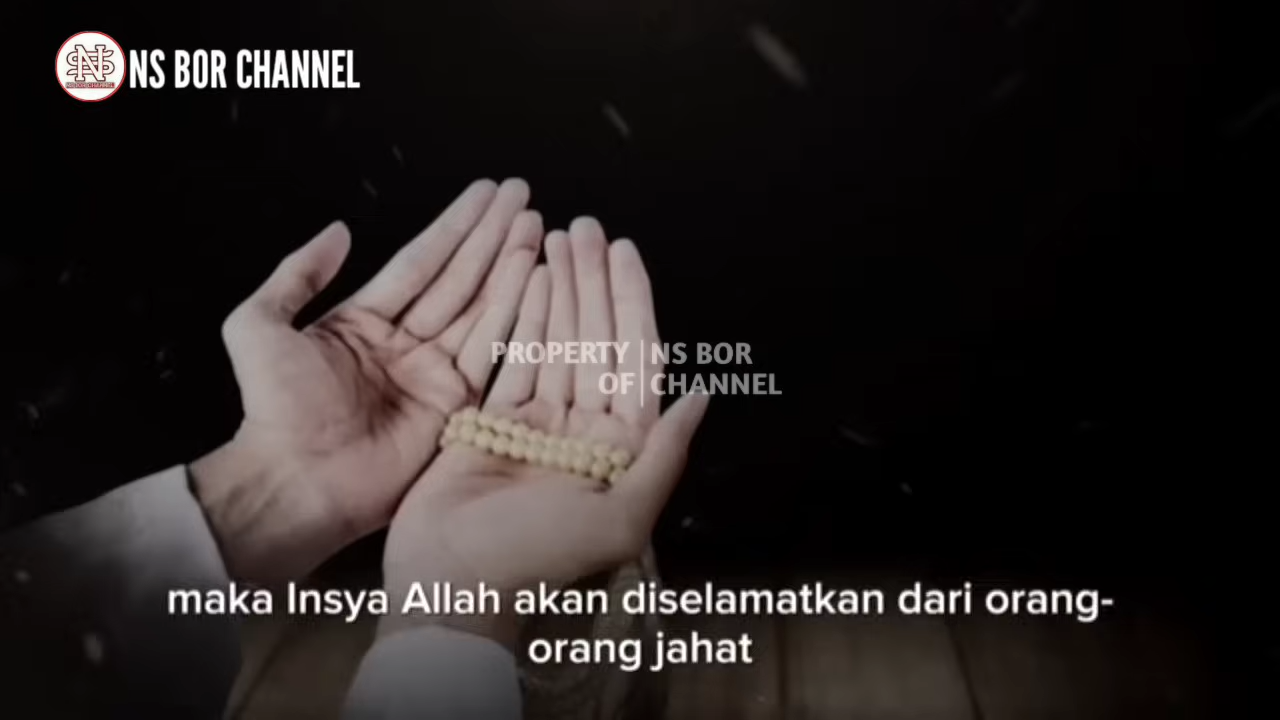 NS BOR CHANNEL
PROPERTY OF
NS BOR CHANNEL
maka Insya Allah akan diselamatkan dari orang-
orang jahat